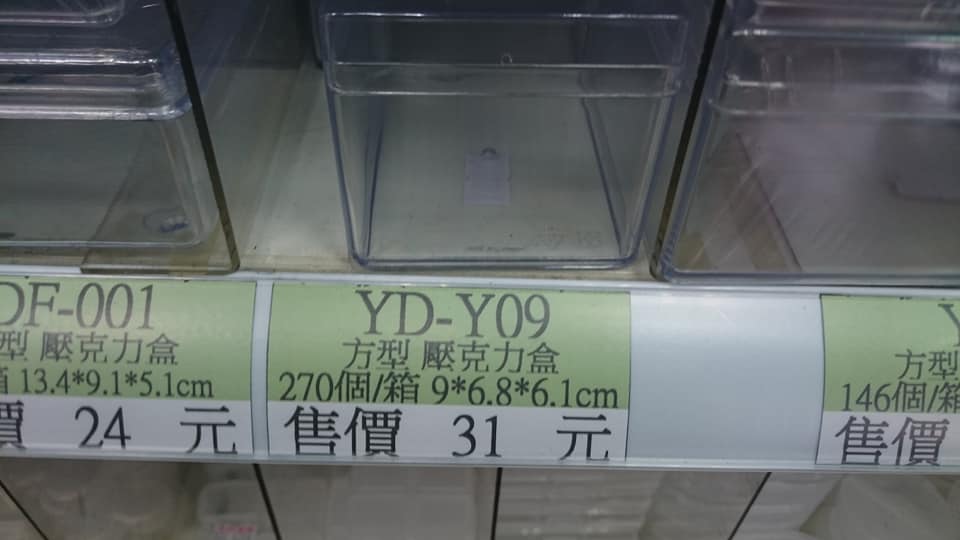 DF-001
型 壓克力盒
箱 13.4*9.1*5.1cm
價 24 元
YD-Y09
方型 壓克力盒
270個/箱 9*6.8*6.1cm
售價 31 元
Y
方型
146個/箱
售價